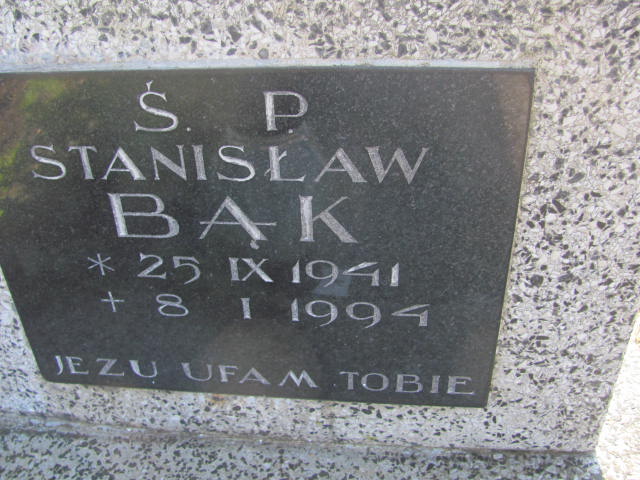 Ś. P.
STANISŁAW
BĄK
* 25 IX 1941
+ 8 I 1994
JEZU UFAM TOBIE